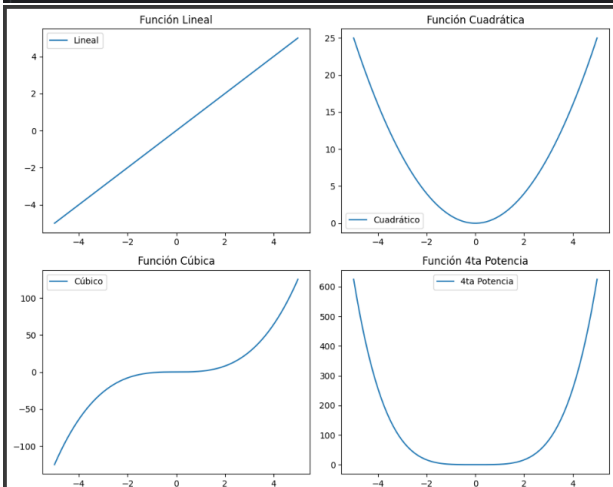 Función Lineal
Lineal
4
2
0
−2
−4
−4 −2 0 2 4
Función Cuadrática
25
20
15
10
5
0
Cuadrático
−4 −2 0 2 4
Función Cúbica
Cúbico
100
50
0
−50
−100
−4 −2 0 2 4
Función 4ta Potencia
4ta Potencia
600
500
400
300
200
100
0
−4 −2 0 2 4